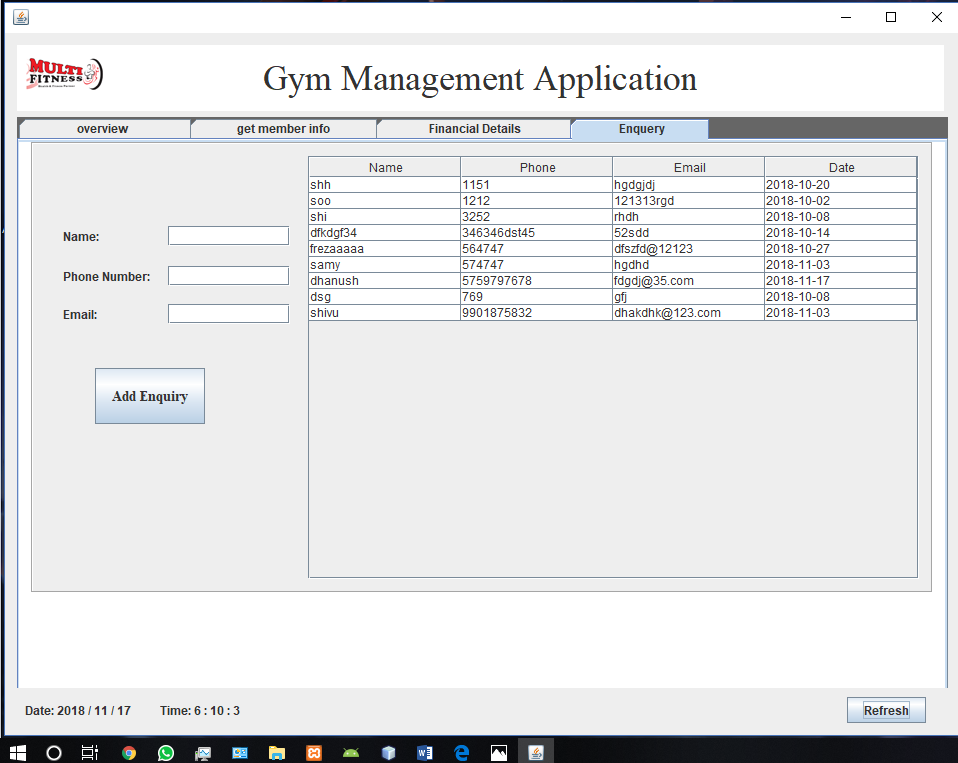 MULTI
FITNESS
Gym Management Application
overview get member info Financial Details Enquery
Name Phone Email Date
shh 1151 hgdgjdj 2018-10-20
soo 1212 121313rgd 2018-10-02
shi 3252 rhdh 2018-10-08
dfkdgf34 346346dst45 52sdd 2018-10-14
frezaaaaa 564747 dfszfd@12123 2018-10-27
samy 574747 hgdhd 2018-11-03
dhanush 5759797678 fdgdj@35.com 2018-11-17
dsg 769 gfj 2018-10-08
shivu 9901875832 dhakdhk@123.com 2018-11-03
Name:
Phone Number:
Email:
Add Enquiry
Date: 2018 / 11 / 17 Time: 6 : 10 : 3
Refresh